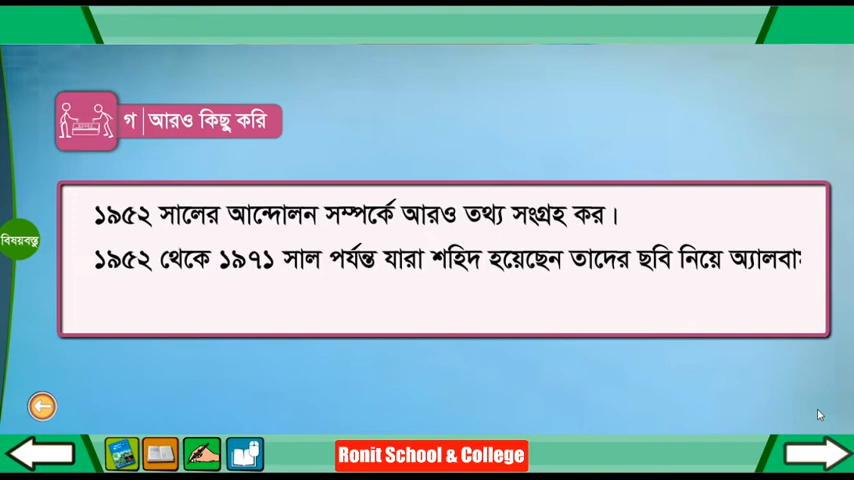 গ | আরও কিছু করি
১৯৫২ সালের আন্দোলন সম্পর্কে আরও তথ্য সংগ্রহ কর।
১৯৫২ থেকে ১৯৭১ সাল পর্যন্ত যারা শহিদ হয়েছেন তাদের ছবি নিয়ে
বিষয়বস্তু
Ronit School & College